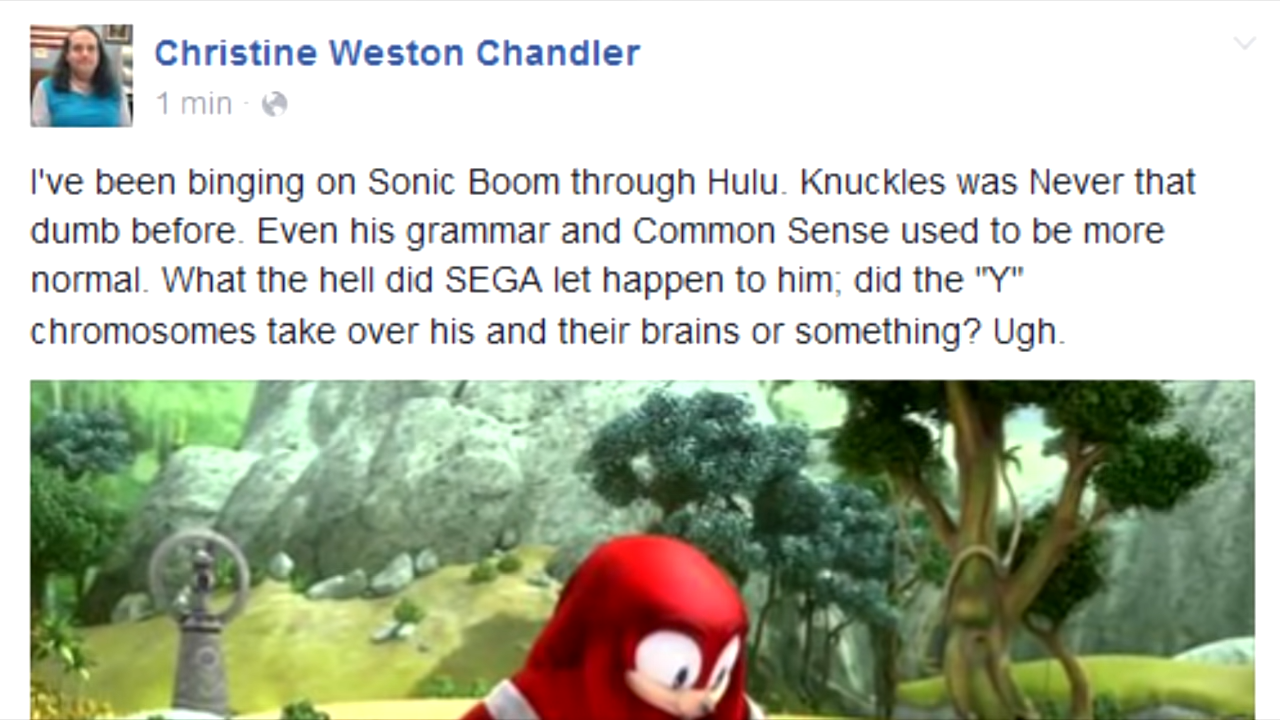 Christine Weston Chandler
1 min ·
I've been binging on Sonic Boom through Hulu. Knuckles was Never that
dumb before. Even his grammar and Common Sense used to be more
normal. What the hell did SEGA let happen to him; did the "Y"
chromosomes take over his and their brains or something? Ugh.